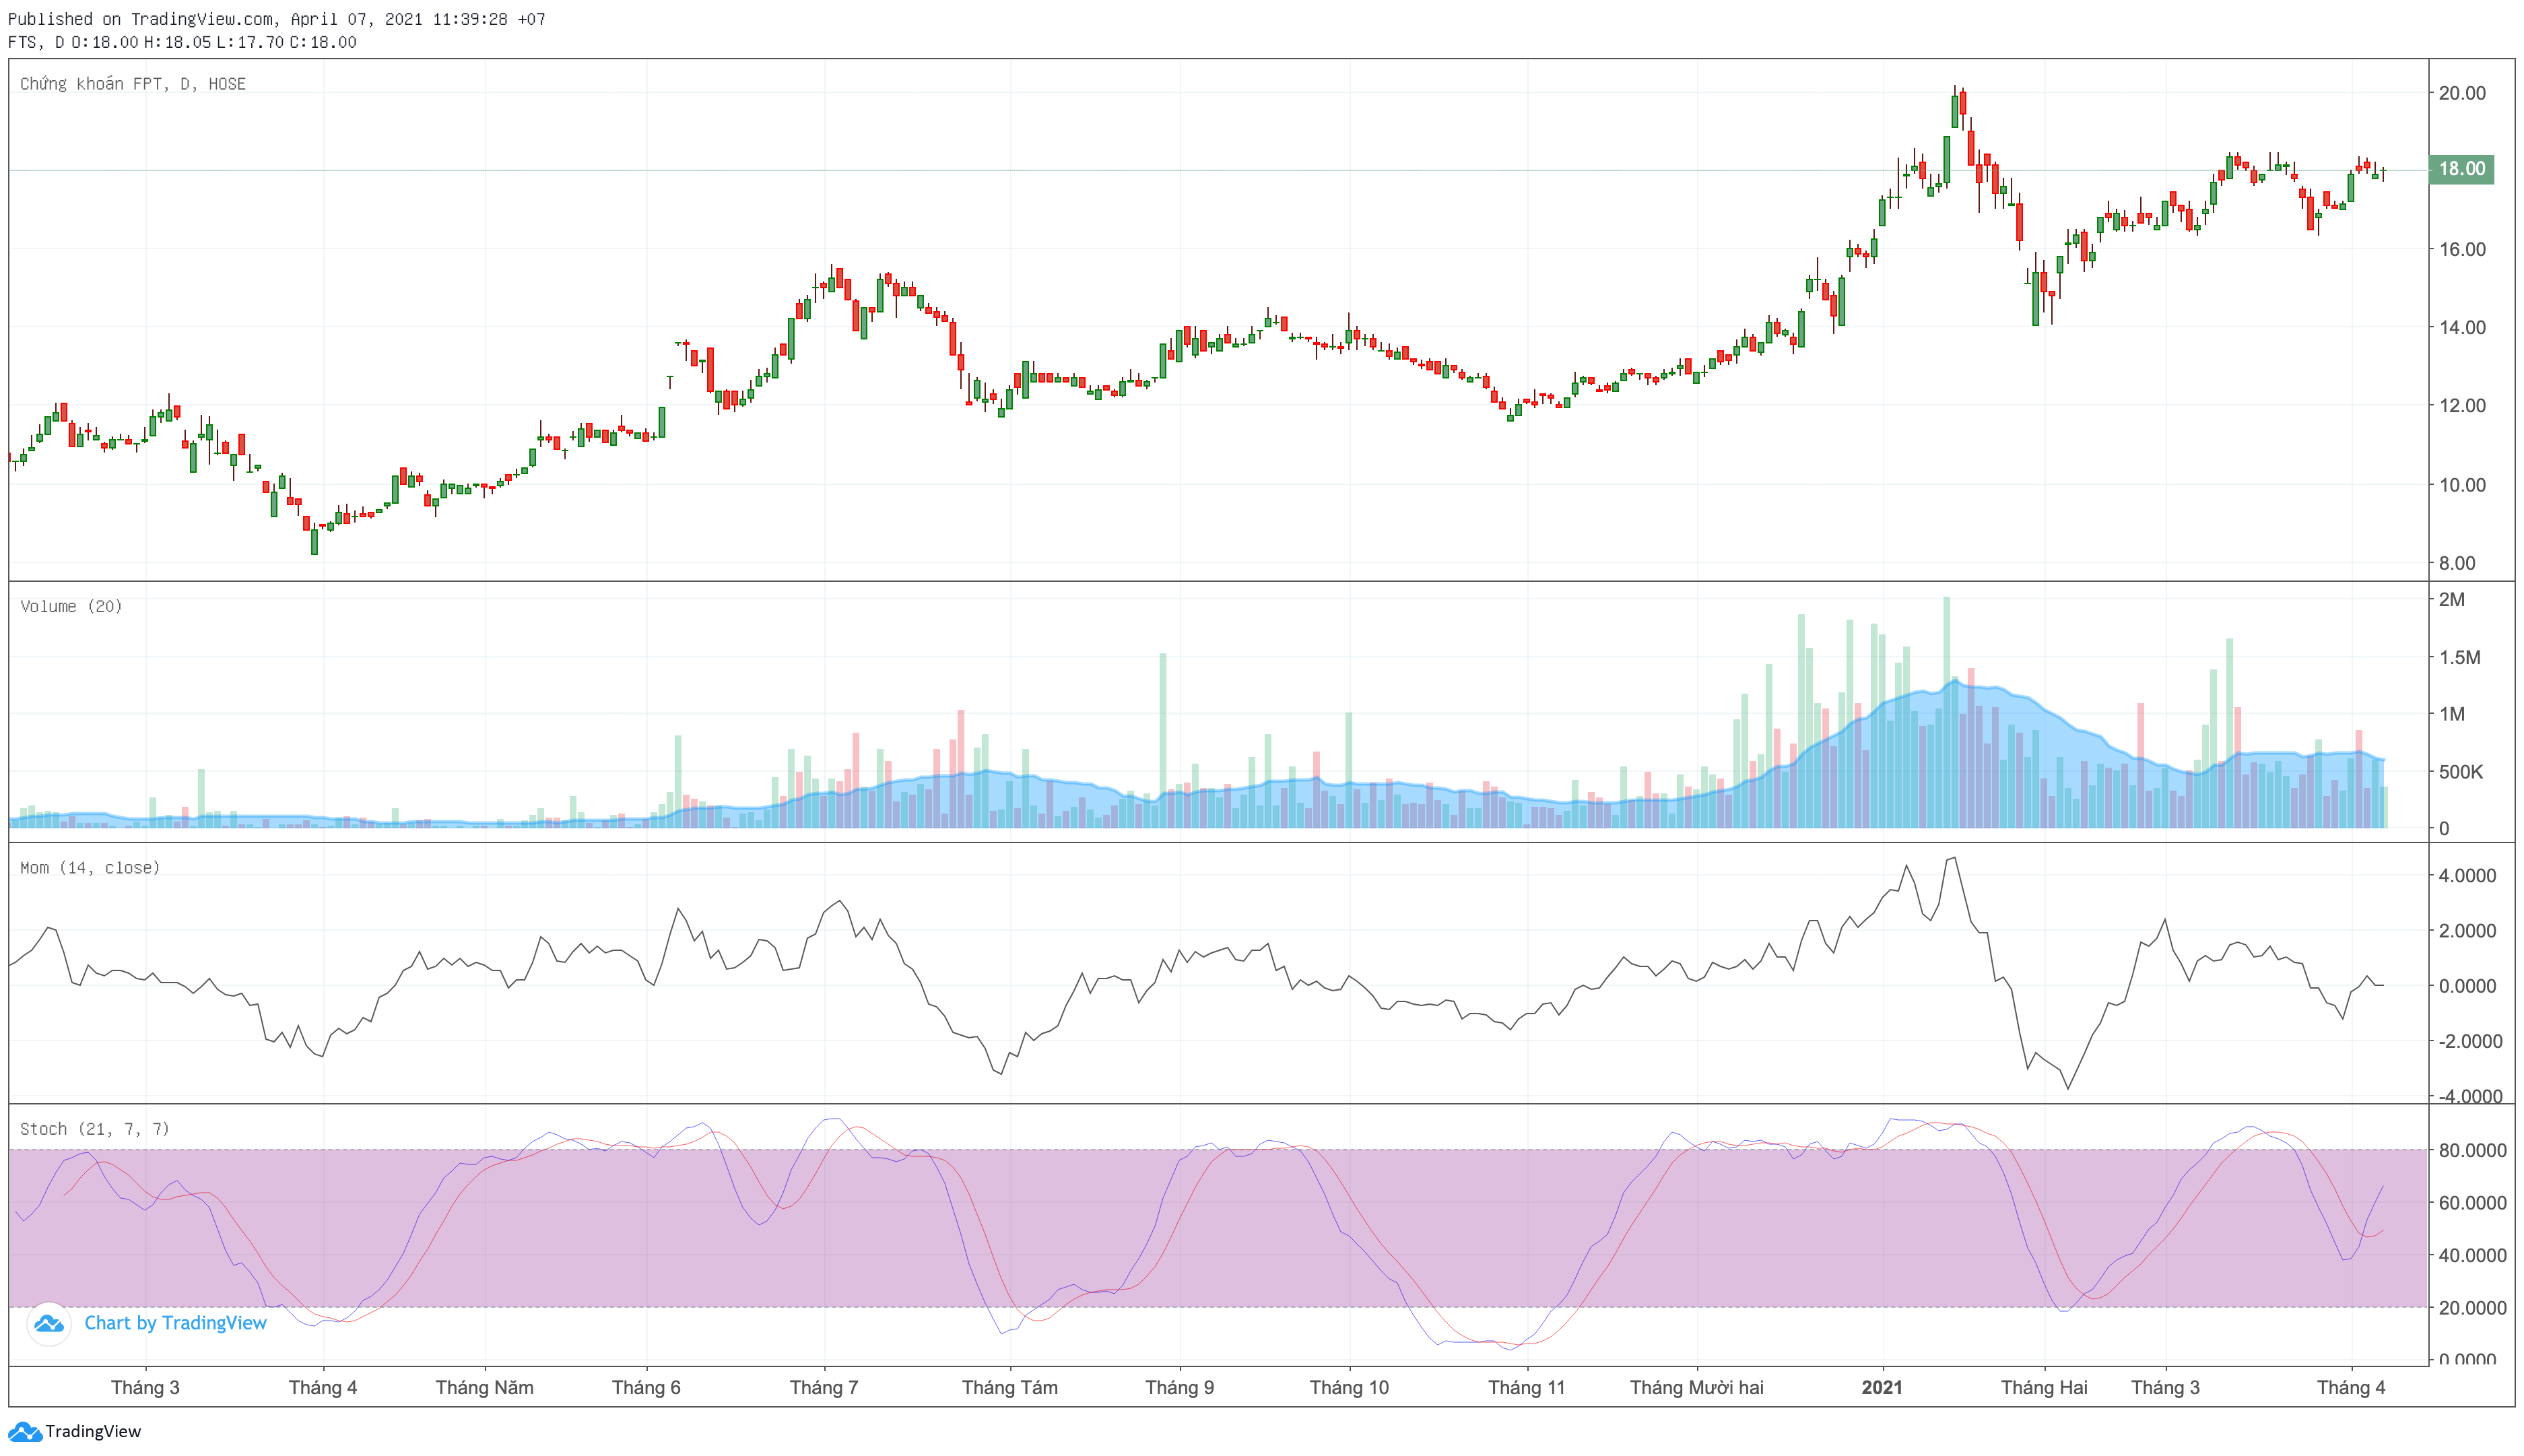 Published on TradingView.com, April 07, 2021 11:39:28 +07
FTS, D O:18.00 H:18.05 L:17.70 C:18.00
Chứng khoán FPT, D, HOSE
20.00
18.00
16.00
14.00
12.00
10.00
8.00
Volume (20)
2M
1.5M
1M
500K
0
Mom (14, close)
4.0000
2.0000
0.0000
-2.0000
-4.0000
Stoch (21, 7, 7)
80.0000
60.0000
40.0000
20.0000
0.0000
Chart by TradingView
Tháng 3 Tháng 4 Tháng Năm Tháng 6 Tháng 7 Tháng Tám Tháng 9 Tháng 10 Tháng 11 Tháng Mười hai 2021 Tháng Hai Tháng 3 Tháng 4
TradingView